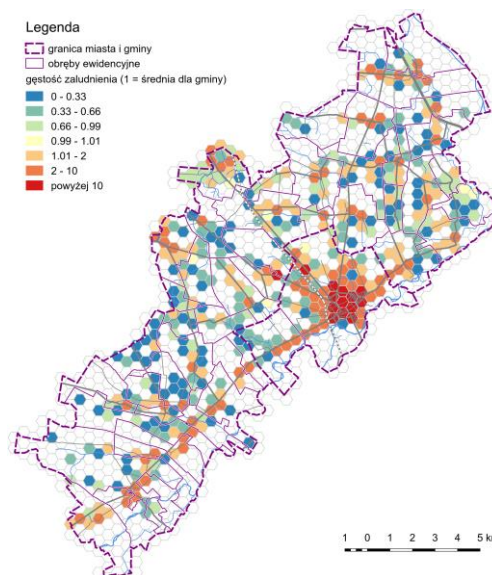 Legenda
granica miasta i gminy
obręby ewidencyjne
gęstość zaludnienia (1 = średnia dla gminy)
0 - 0.33
0.33 - 0.66
0.66 - 0.99
0.99 - 1.01
1.01 - 2
2 - 10
powyżej 10
1 0 1 2 3 4 5 km